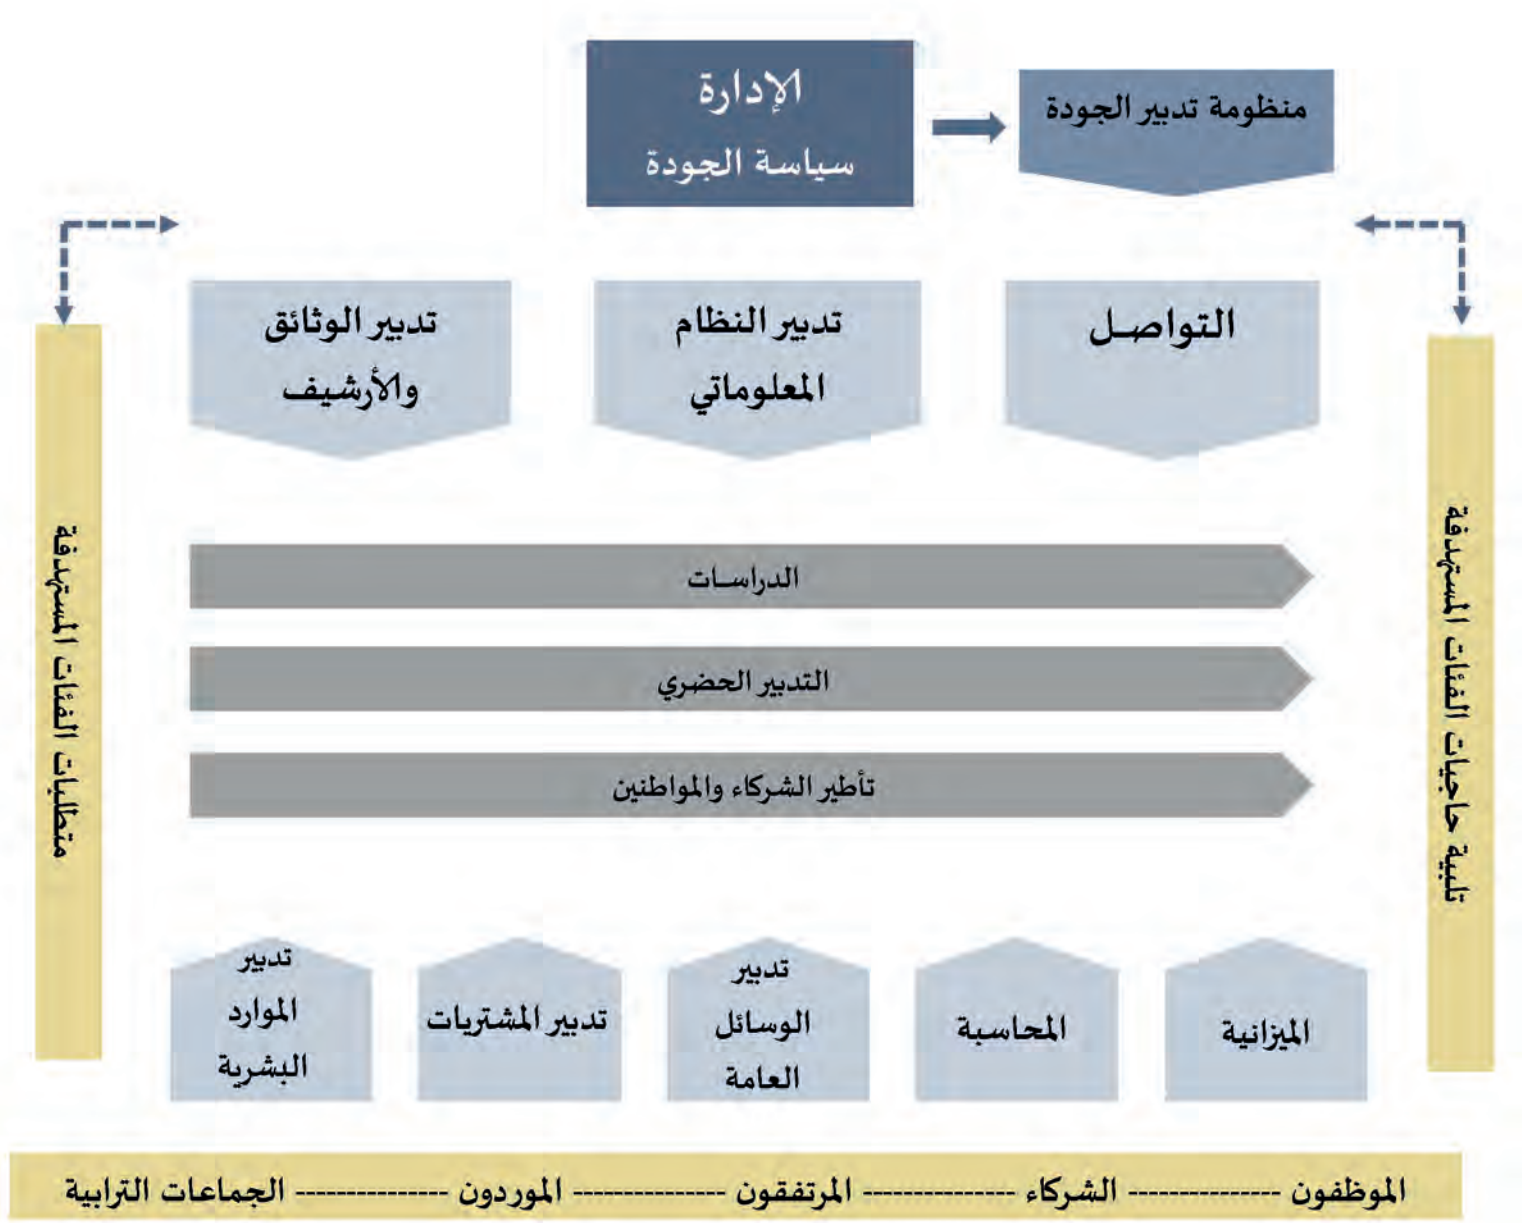 الإدارة
سياسة الجودة
منظومة تدبير الجودة
التواصل
تدبير النظام
المعلوماتي
تدبير الوثائق
والأرشيف
تلبية حاجيات الفئات المستهدفة
الدراسات
التدبير الحضري
تأطير الشركاء والمواطنين
متطلبات الفئات المستهدفة
الميزانية
المحاسبة
تدبير
الوسائل
العامة
تدبير المشتريات
تدبير
الموارد
البشرية
الموظفون --------------- الشركاء --------------- المرتفقون --------------- الموردون --------------- الجماعات الترابية